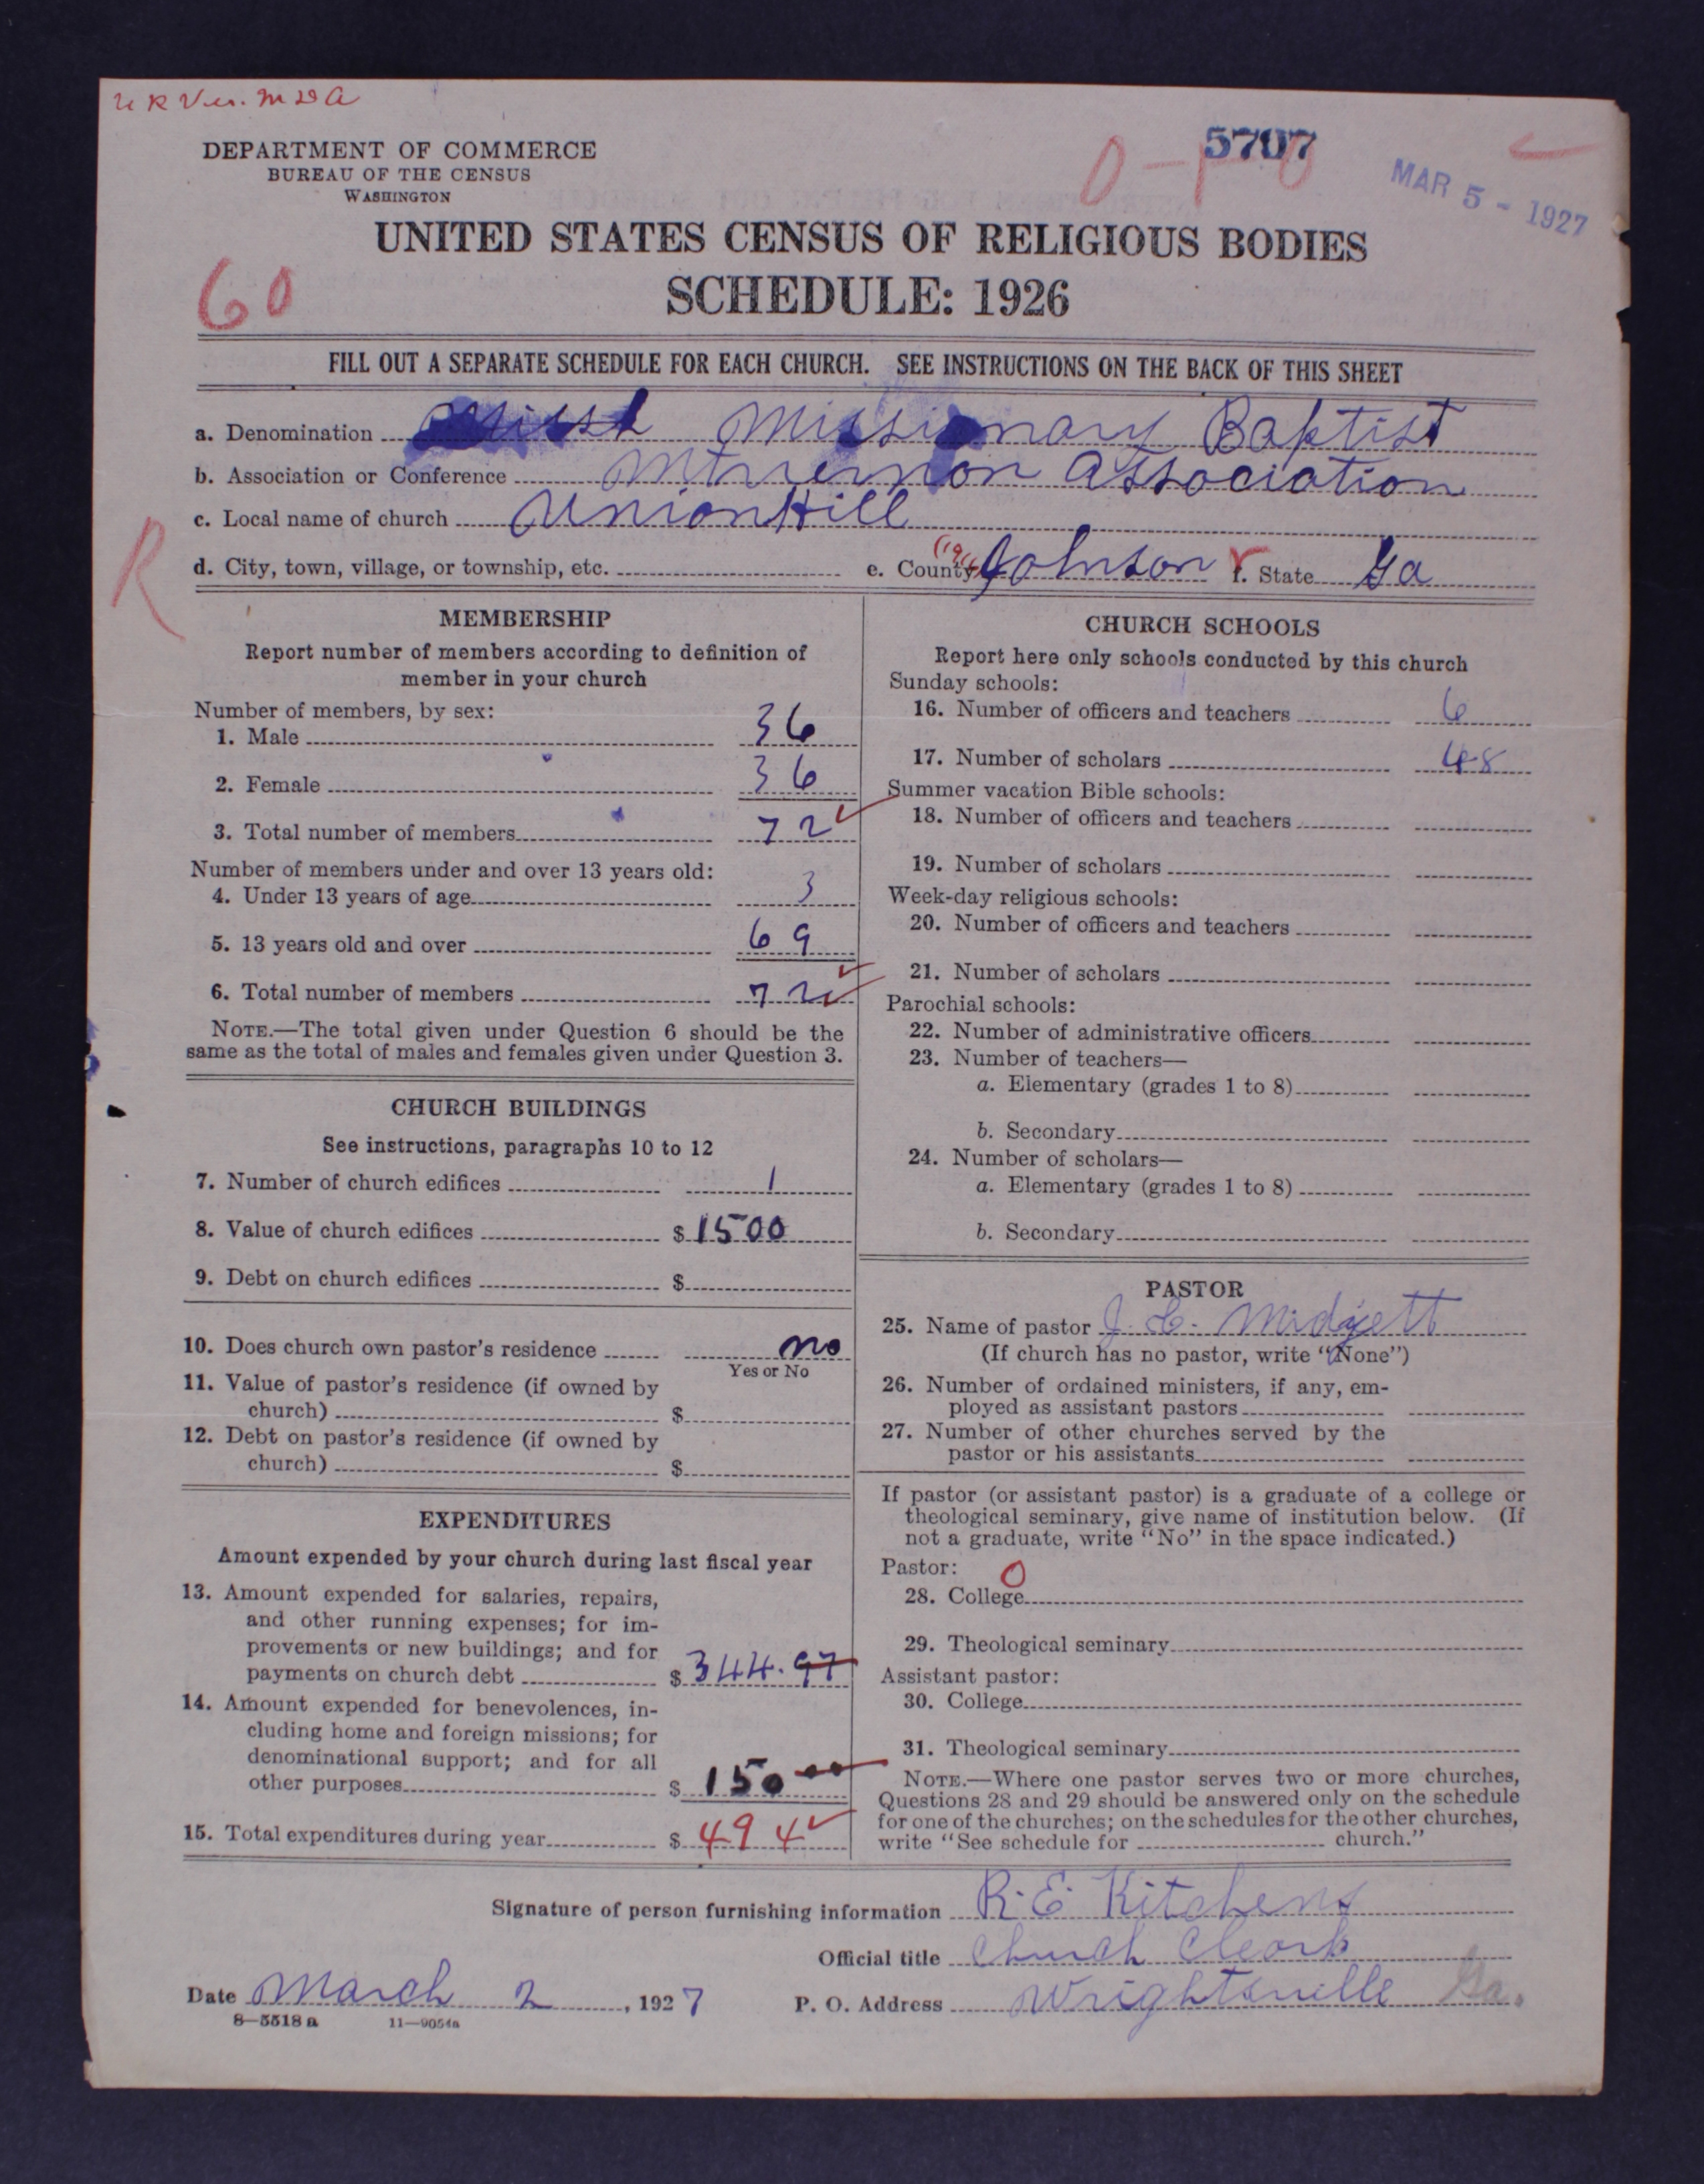 DEPARTMENT OF COMMERCE
BUREAU OF THE CENSUS
WASHINGTON
5707
0-1-0
MAR 5 - 1927
UNITED STATES CENSUS OF RELIGIOUS BODIES
SCHEDULE: 1926
60
FILL OUT A SEPARATE SCHEDULE FOR EACH CHURCH. SEE INSTRUCTIONS ON THE BACK OF THIS SHEET
a. Denomination Missionary Baptist
b. Association or Conference Mtvernon Association
c. Local name of church Union Hill
R
d. City, town, village, or township, etc. e. County Johnson f. State Ga
MEMBERSHIP
Report number of members according to definition of
member in your church
Number of members, by sex:
1. Male 36
2. Female 36
3. Total number of members 72
Number of members under and over 13 years old:
4. Under 13 years of age 3
5. 13 years old and over 69
6. Total number of members 72
NOTE.—The total given under Question 6 should be the
same as the total of males and females given under Question 3.
CHURCH BUILDINGS
See instructions, paragraphs 10 to 12
7. Number of church edifices 1
8. Value of church edifices $ 1500
9. Debt on church edifices $
10. Does church own pastor's residence no
Yes or No
11. Value of pastor's residence (if owned by
church) $
12. Debt on pastor's residence (if owned by
church) $
EXPENDITURES
Amount expended by your church during last fiscal year
13. Amount expended for salaries, repairs,
and other running expenses; for im-
provements or new buildings; and for
payments on church debt $ 344.97
14. Amount expended for benevolences, in-
cluding home and foreign missions; for
denominational support; and for all
other purposes $ 150 00
15. Total expenditures during year $ 494
CHURCH SCHOOLS
Report here only schools conducted by this church
Sunday schools:
16. Number of officers and teachers 6
17. Number of scholars 48
Summer vacation Bible schools:
18. Number of officers and teachers
19. Number of scholars
Week-day religious schools:
20. Number of officers and teachers
21. Number of scholars
Parochial schools:
22. Number of administrative officers
23. Number of teachers—
a. Elementary (grades 1 to 8)
b. Secondary
24. Number of scholars—
a. Elementary (grades 1 to 8)
b. Secondary
PASTOR
25. Name of pastor J. C. Midyett
(If church has no pastor, write "None")
26. Number of ordained ministers, if any, em-
ployed as assistant pastors
27. Number of other churches served by the
pastor or his assistants
If pastor (or assistant pastor) is a graduate of a college or
theological seminary, give name of institution below. (If
not a graduate, write "No" in the space indicated.)
Pastor: 0
28. College
29. Theological seminary
Assistant pastor:
30. College
31. Theological seminary
NOTE.—Where one pastor serves two or more churches,
Questions 28 and 29 should be answered only on the schedule
for one of the churches; on the schedules for the other churches,
write "See schedule for church."
Signature of person furnishing information R. E. Kitchens
Official title Church Cleark
Date March 2, 1927 P. O. Address Wrightsville Ga.
8—5518 a 11—9054a